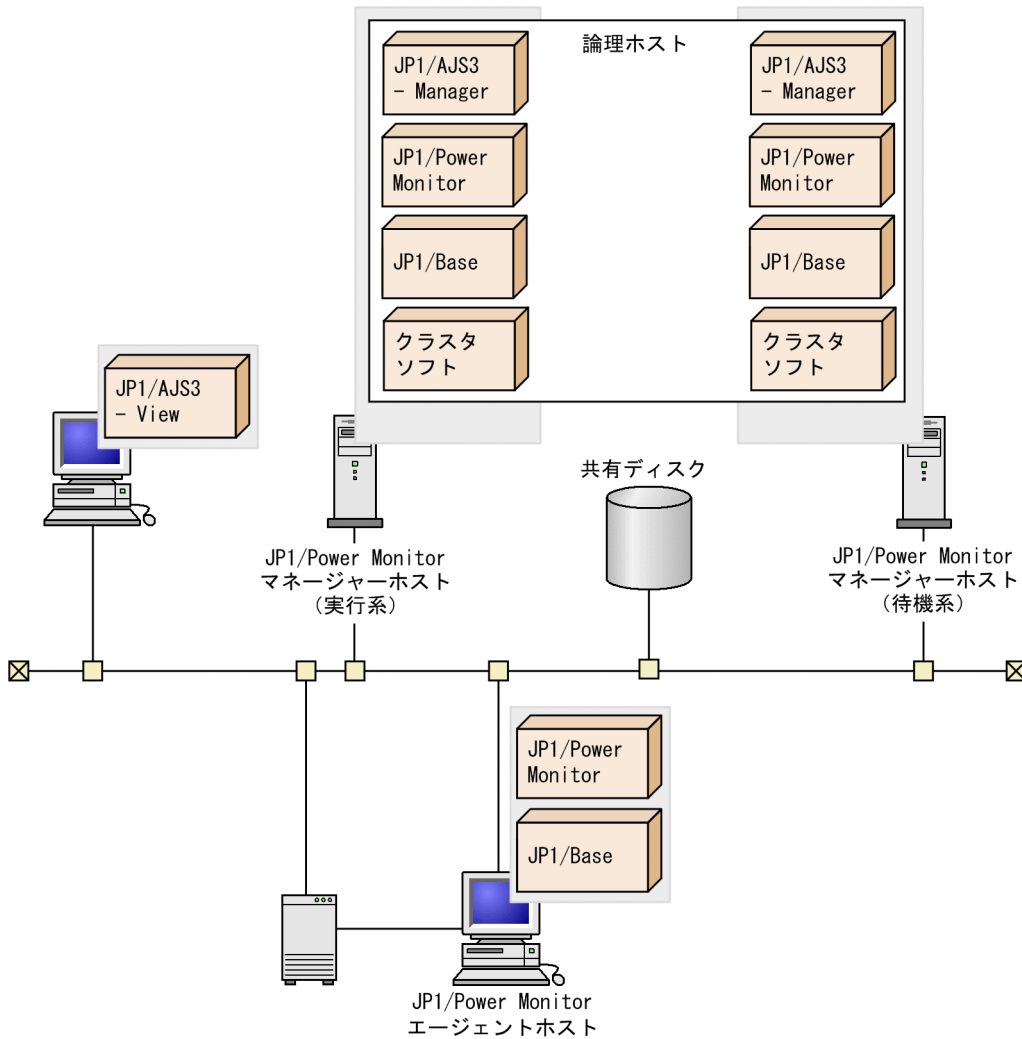 論理ホスト
JP1/AJS3
- Manager
JP1/Power
Monitor
JP1/Base
クラスタ
ソフト
JP1/AJS3
- Manager
JP1/Power
Monitor
JP1/Base
クラスタ
ソフト
JP1/AJS3
- View
JP1/Power Monitor
マネージャーホスト
(実行系)
共有ディスク
JP1/Power Monitor
マネージャーホスト
(待機系)
JP1/Power
Monitor
JP1/Base
JP1/Power Monitor
エージェントホスト